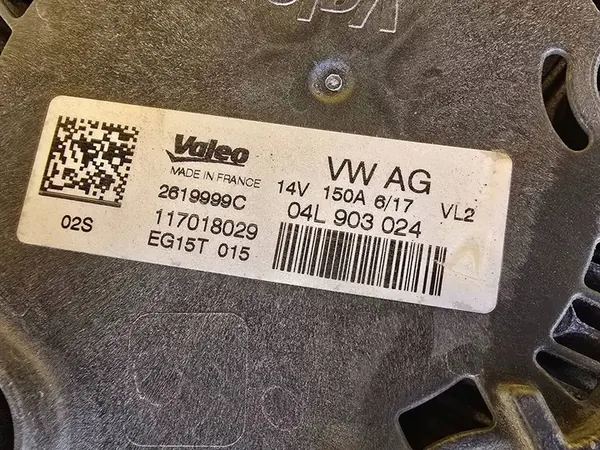 Valeo
MADE IN FRANCE
2619999C
117018029
EG15T 015
02S
VW AG
14V 150A 6/17 VL2
04L 903 024